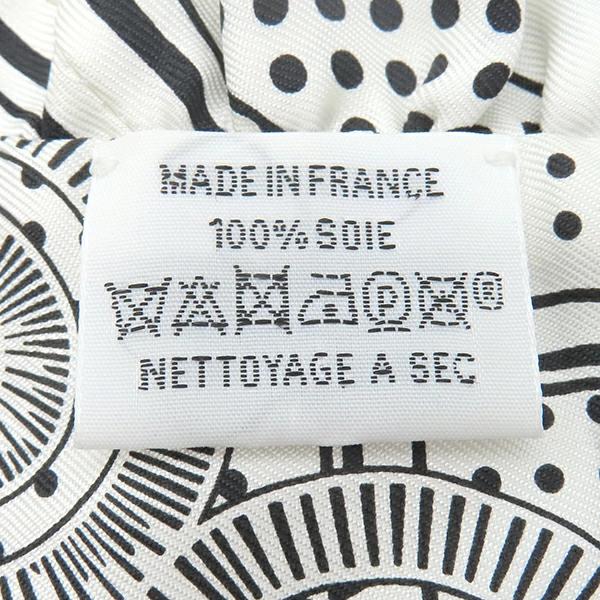 MADE IN FRANCE
100% SOIE
P ®
NETTOYAGE A SEC